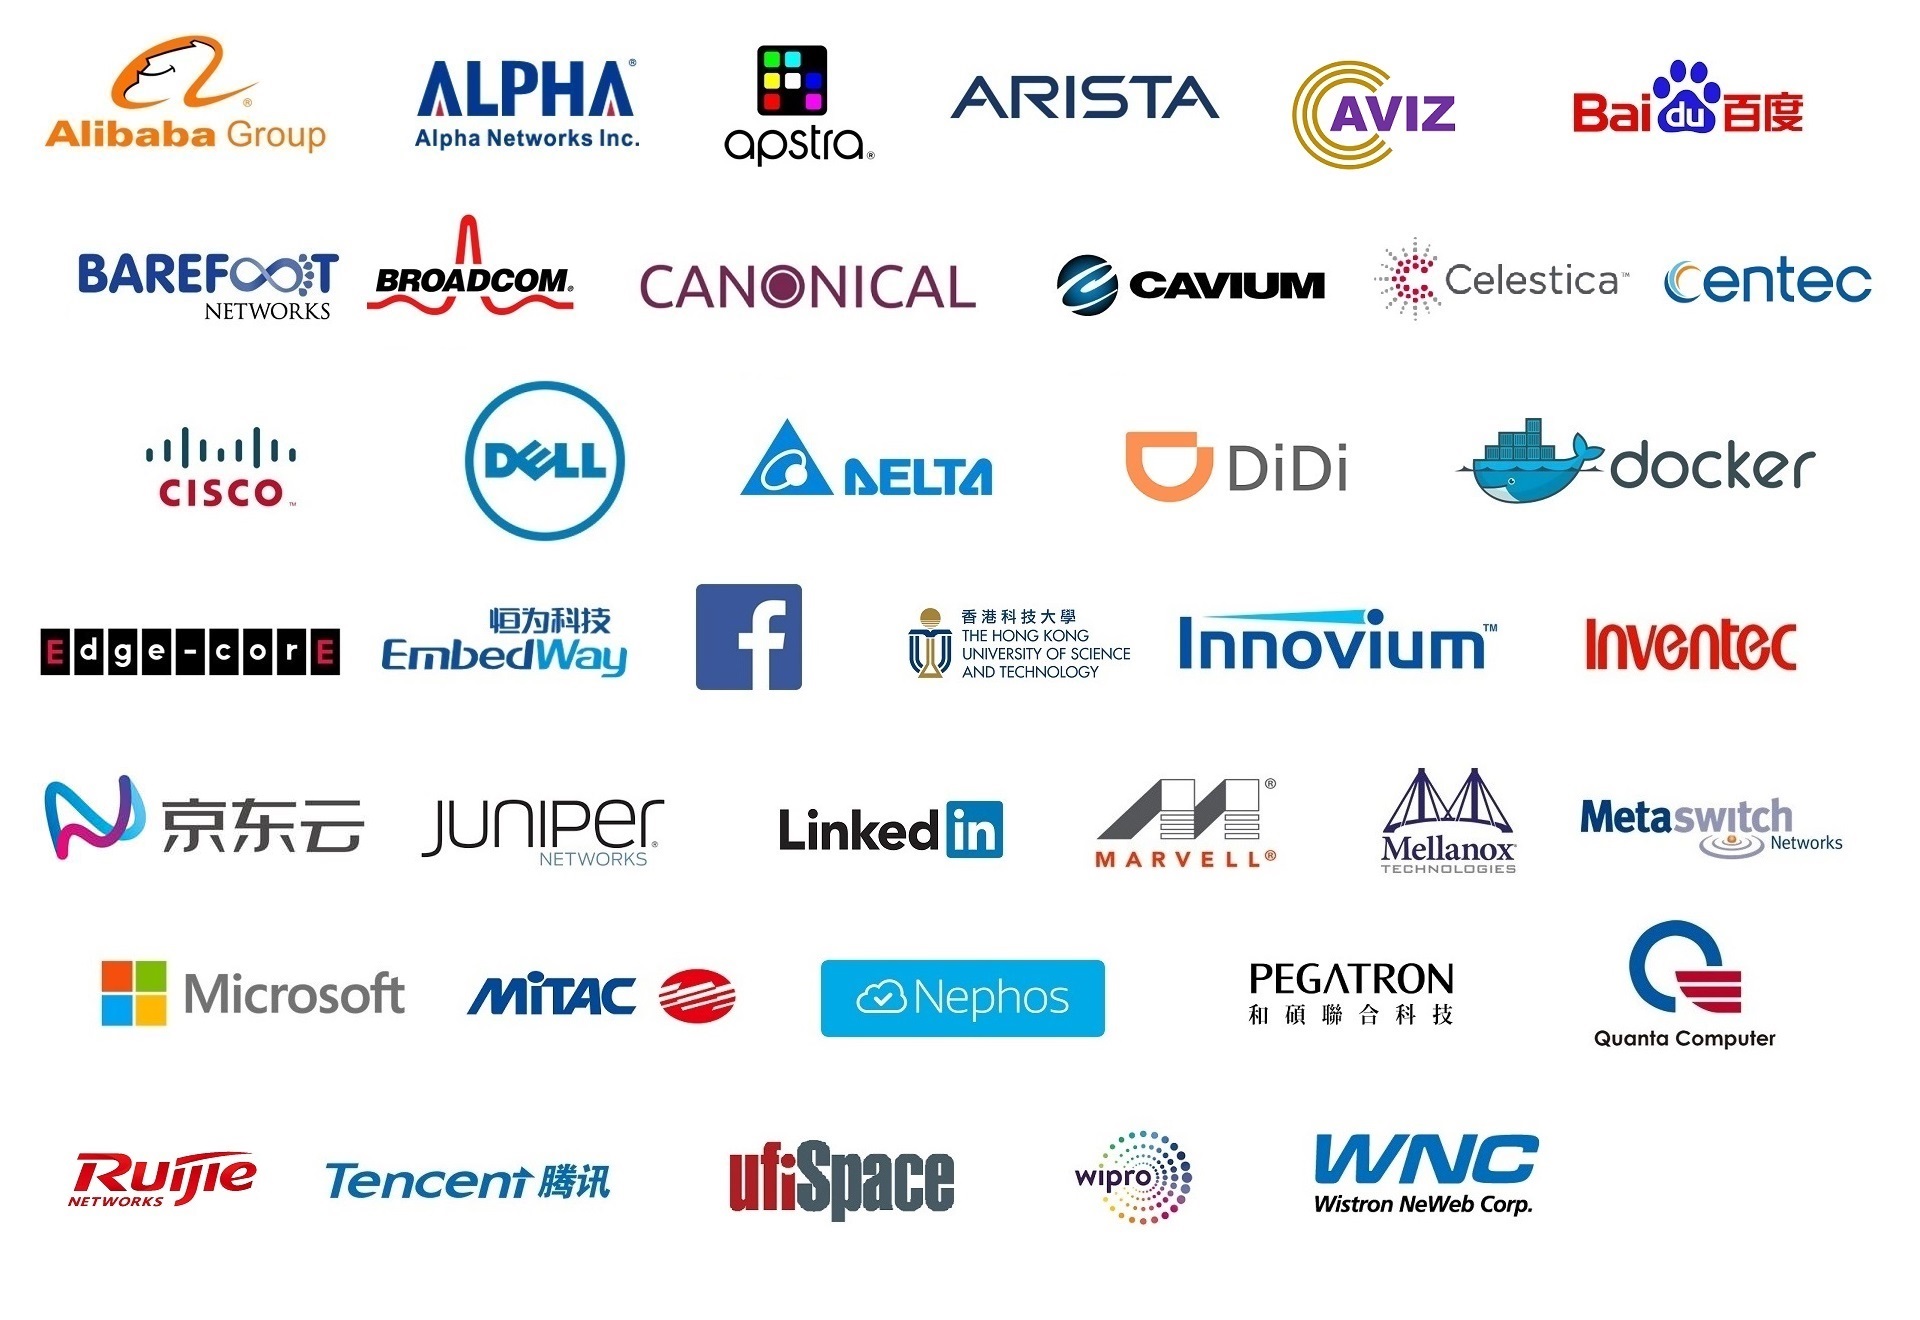 Alibaba Group ®
ALPHA ®
Alpha Networks Inc.
apstra ®
ARISTA
AVIZ
Bai du 百度
BAREFOOT
NETWORKS
BROADCOM ®
CANONICAL
CAVIUM
Celestica ™
Centec
CISCO ™
DELL
DELTA
DiDi
docker
Edge-corE
恒为科技
EmbedWay
f
香港科技大學
THE HONG KONG
UNIVERSITY OF SCIENCE
AND TECHNOLOGY
Innovium ™
Inventec
京东云
JUNIPER ®
NETWORKS
Linked in
MARVELL ®
Mellanox
TECHNOLOGIES
Metaswitch
Networks
Microsoft
MiTAC
Nephos
PEGATRON
和碩聯合科技
Quanta Computer
Ruijie
NETWORKS
Tencent 腾讯
ufiSpace
wipro
WNC
Wistron NeWeb Corp.